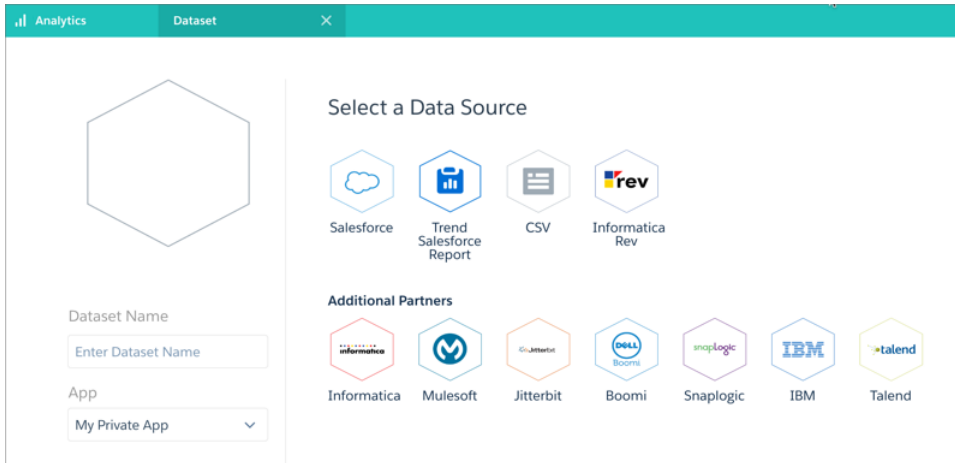 Analytics
Dataset
Select a Data Source
rev
Salesforce
Trend
Salesforce
Report
CSV
Informatica
Rev
Dataset Name
Enter Dataset Name
App
My Private App
Additional Partners
informatica
Jitterbit
DELL
Boomi
snapLogic
IBM
talend
Informatica
Mulesoft
Jitterbit
Boomi
Snaplogic
IBM
Talend